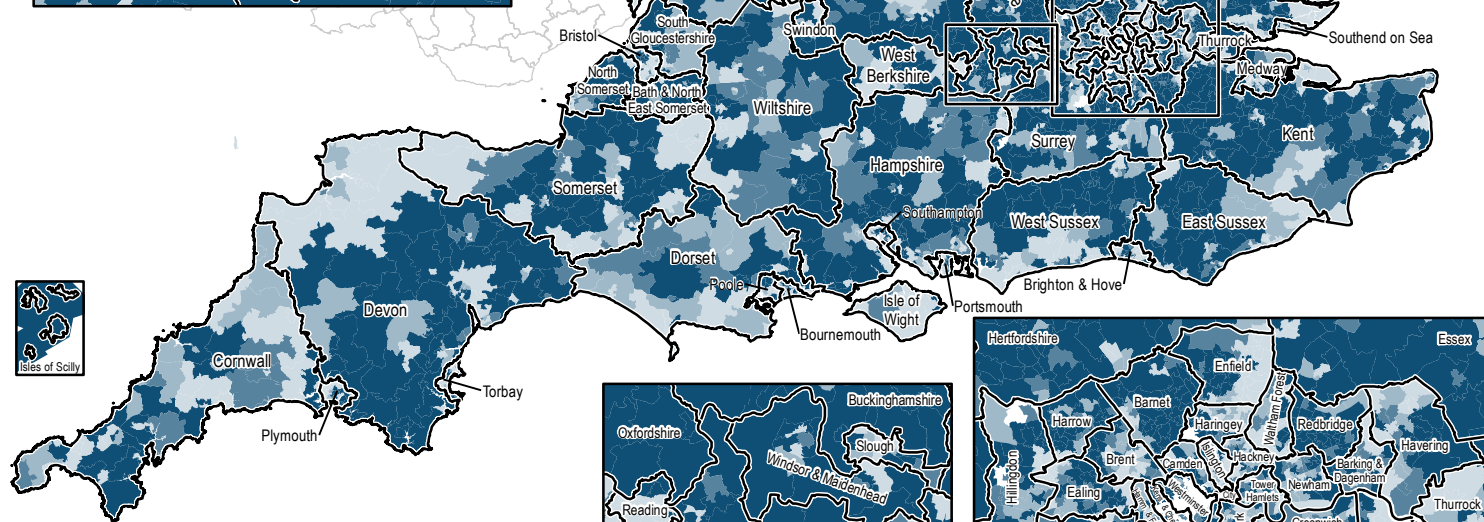 South
Gloucestershire
Swindon
Bristol
Thurrock
Southend on Sea
West
Berkshire
Medway
North
Somerset
Bath & North
East Somerset
Wiltshire
Kent
Surrey
Hampshire
Somerset
Southampton
West Sussex
East Sussex
Dorset
Poole
Brighton & Hove
Isle of
Wight
Portsmouth
Devon
Bournemouth
Isles of Scilly
Cornwall
Torbay
Plymouth
Buckinghamshire
Oxfordshire
Slough
Windsor & Maidenhead
Reading
Hertfordshire
Essex
Enfield
Waltham Forest
Barnet
Harrow
Haringey
Redbridge
Havering
Hillingdon
Brent
Camden
Islington
Hackney
Barking &
Dagenham
Ealing
Westminster
Tower
Hamlets
Newham
Thurrock